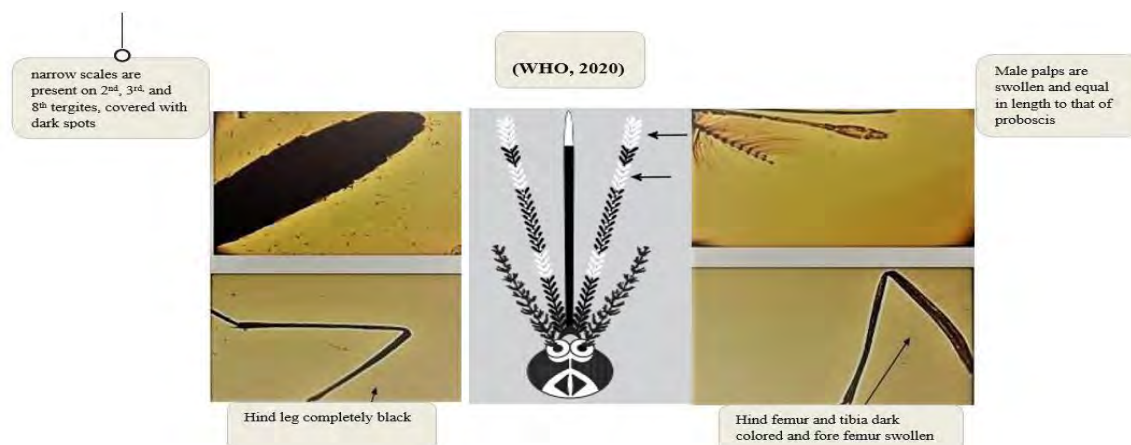 narrow scales are
present on 2nd, 3rd, and
8th tergites, covered with
dark spots
(WHO, 2020)
Male palps are
swollen and equal
in length to that of
proboscis
Hind leg completely black
Hind femur and tibia dark
colored and fore femur swollen